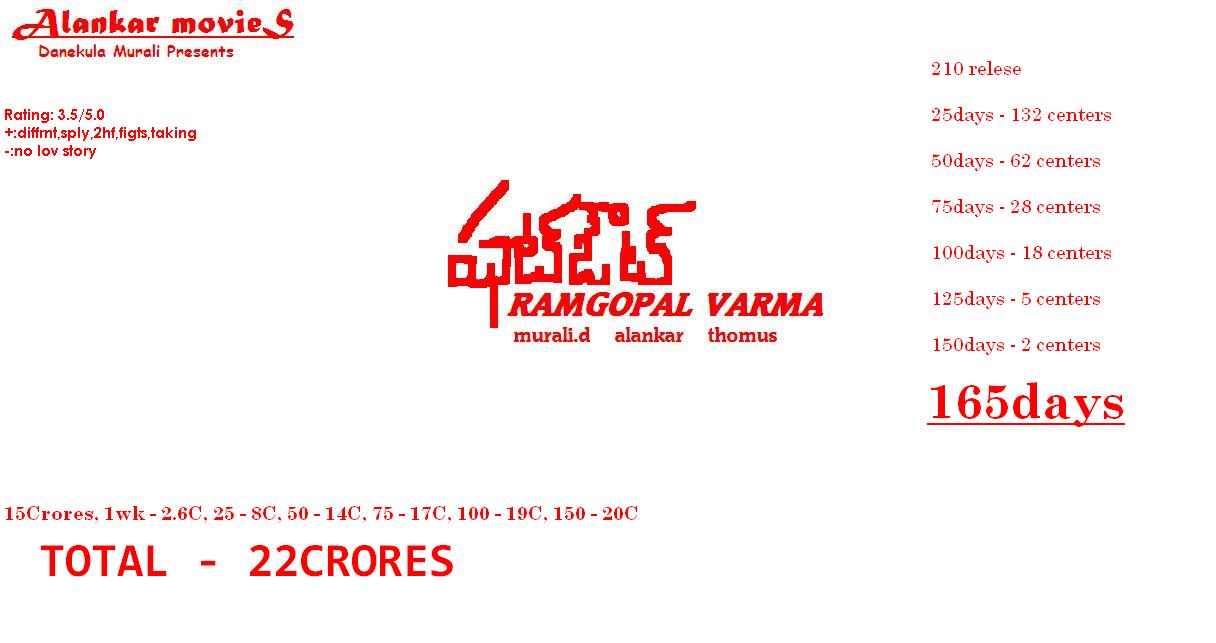 Alankar movieS
Danekula Murali Presents
Rating: 3.5/5.0
+:diffrnt,sply,2hf,figts,taking
-:no lov story
షూట్ఔట్
RAMGOPAL VARMA
murali.d alankar thomus
210 relese
25days - 132 centers
50days - 62 centers
75days - 28 centers
100days - 18 centers
125days - 5 centers
150days - 2 centers
165days
15Crores, 1wk - 2.6C, 25 - 8C, 50 - 14C, 75 - 17C, 100 - 19C, 150 - 20C
TOTAL - 22CRORES